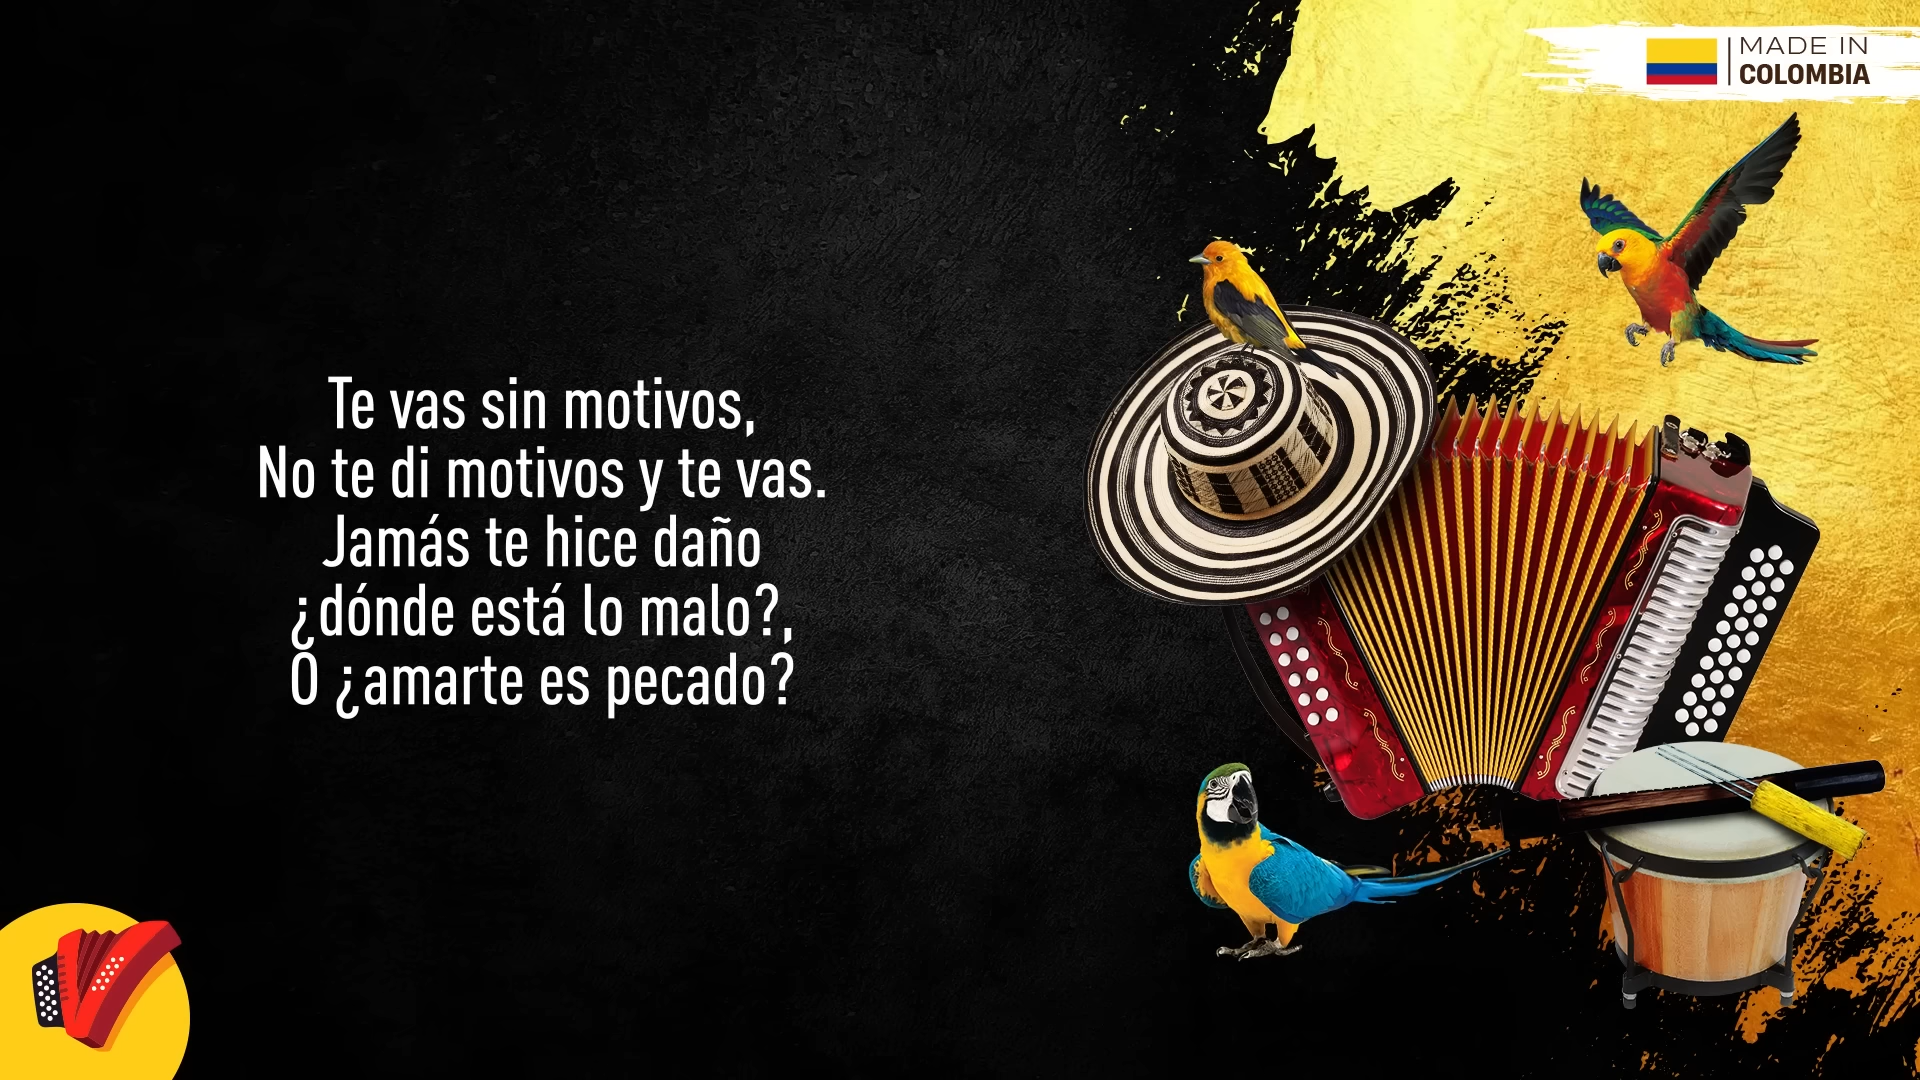 MADE IN
COLOMBIA
Te vas sin motivos,
No te di motivos y te vas.
Jamás te hice daño
¿dónde está lo malo?,
O ¿amarte es pecado?